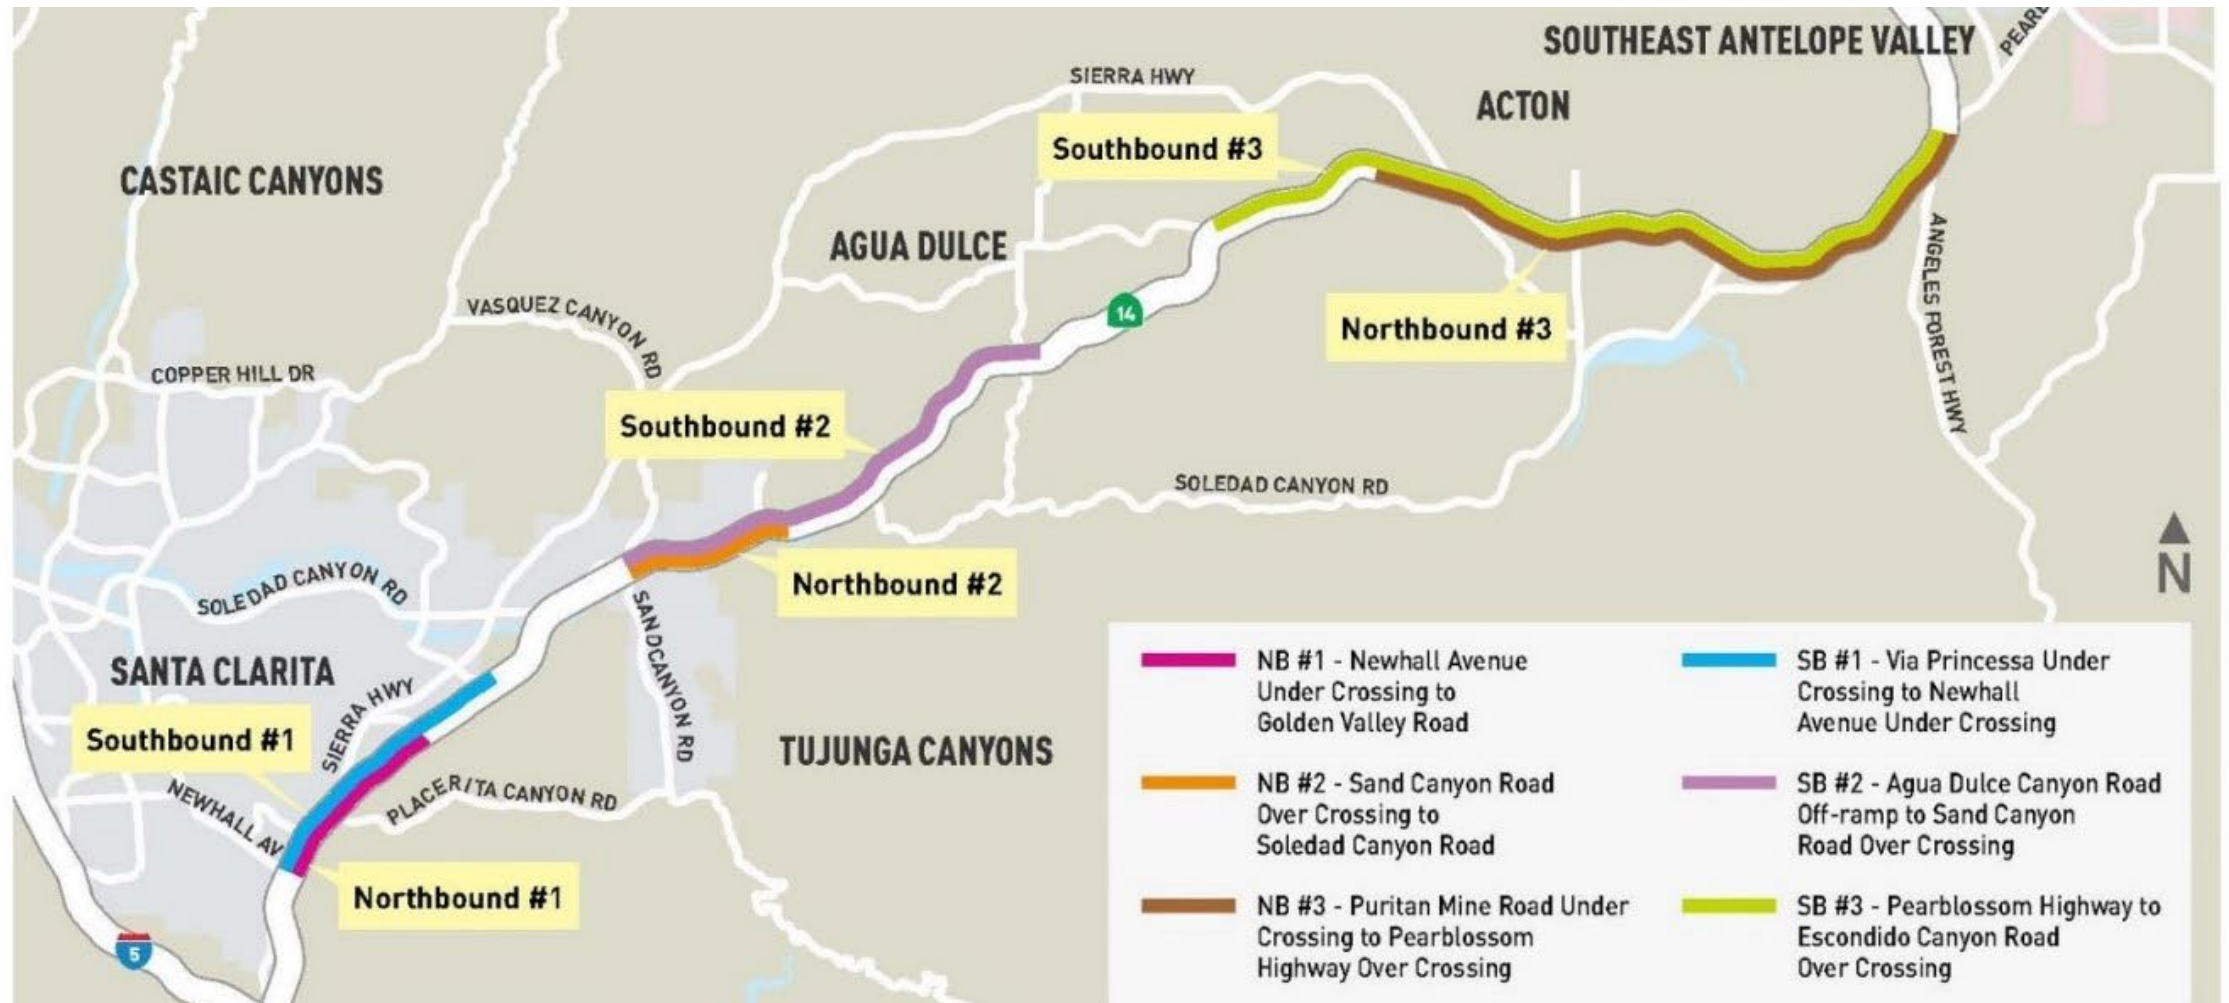 SOUTHEAST ANTELOPE VALLEY
SIERRA HWY
ACTON
Southbound #3
CASTAIC CANYONS
AGUA DULCE
VASQUEZ CANYON RD
14
Northbound #3
ANGELES FOREST HWY
COPPER HILL DR
Southbound #2
SOLEDAD CANYON RD
N
Northbound #2
SOLEDAD CANYON RD
SANDCANYON RD
SANTA CLARITA
SIERRA HWY
Southbound #1
TUJUNGA CANYONS
NEWHALL AV
PLACERITA CANYON RD
Northbound #1
5
NB #1 - Newhall Avenue
Under Crossing to
Golden Valley Road
NB #2 - Sand Canyon Road
Over Crossing to
Soledad Canyon Road
NB #3 - Puritan Mine Road Under
Crossing to Pearblossom
Highway Over Crossing
SB #1 - Via Princessa Under
Crossing to Newhall
Avenue Under Crossing
SB #2 - Agua Dulce Canyon Road
Off-ramp to Sand Canyon
Road Over Crossing
SB #3 - Pearblossom Highway to
Escondido Canyon Road
Over Crossing